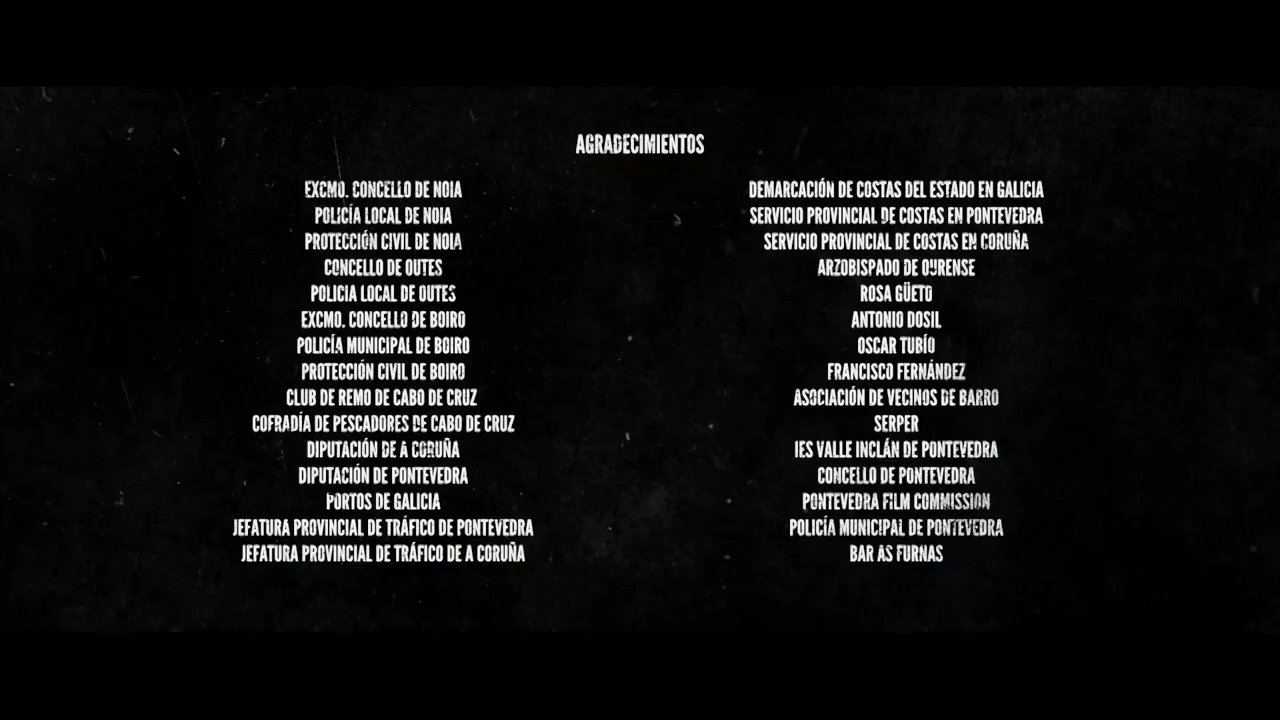 AGRADECIMIENTOS
EXCMO. CONCELLO DE NOIA
POLICÍA LOCAL DE NOIA
PROTECCIÓN CIVIL DE NOIA
CONCELLO DE OUTES
POLICIA LOCAL DE OUTES
EXCMO. CONCELLO DE BOIRO
POLICÍA MUNICIPAL DE BOIRO
PROTECCIÓN CIVIL DE BOIRO
CLUB DE REMO DE CABO DE CRUZ
COFRADÍA DE PESCADORES DE CABO DE CRUZ
DIPUTACIÓN DE A CORUÑA
DIPUTACIÓN DE PONTEVEDRA
PORTOS DE GALICIA
JEFATURA PROVINCIAL DE TRÁFICO DE PONTEVEDRA
JEFATURA PROVINCIAL DE TRÁFICO DE A CORUÑA
DEMARCACIÓN DE COSTAS DEL ESTADO EN GALICIA
SERVICIO PROVINCIAL DE COSTAS EN PONTEVEDRA
SERVICIO PROVINCIAL DE COSTAS EN CORUÑA
ARZOBISPADO DE OURENSE
ROSA GÜETO
ANTONIO DOSIL
OSCAR TUBÍO
FRANCISCO FERNÁNDEZ
ASOCIACIÓN DE VECINOS DE BARRO
SERPER
IES VALLE INCLÁN DE PONTEVEDRA
CONCELLO DE PONTEVEDRA
PONTEVEDRA FILM COMMISSION
POLICÍA MUNICIPAL DE PONTEVEDRA
BAR AS FURNAS